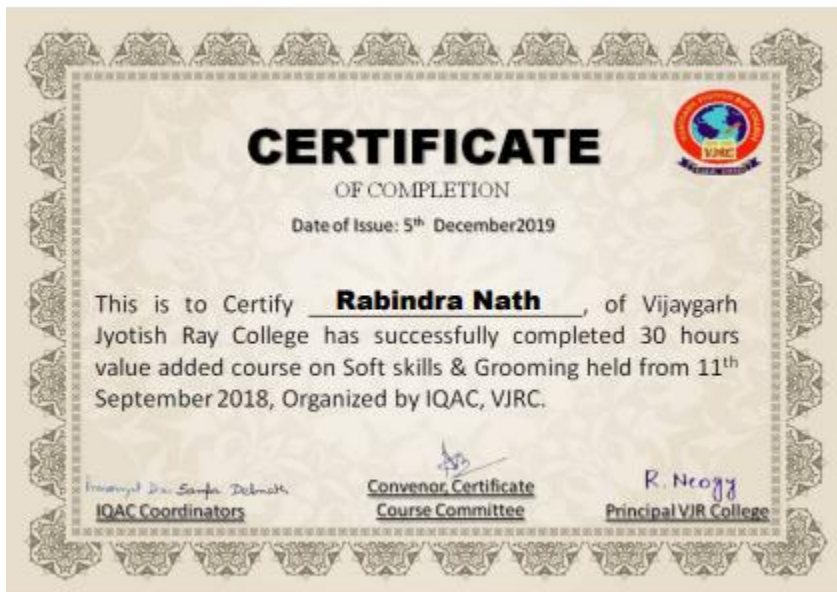 VJRC
CERTIFICATE
OF COMPLETION
Date of Issue: 5th December2019
This is to Certify Rabindra Nath, of Vijaygarh
Jyotish Ray College has successfully completed 30 hours
value added course on Soft skills & Grooming held from 11th
September 2018, Organized by IQAC, VJRC.
Sampa Debnath
R. Neogy
IQAC Coordinators
Convenor, Certificate
Course Committee
Principal VJR College